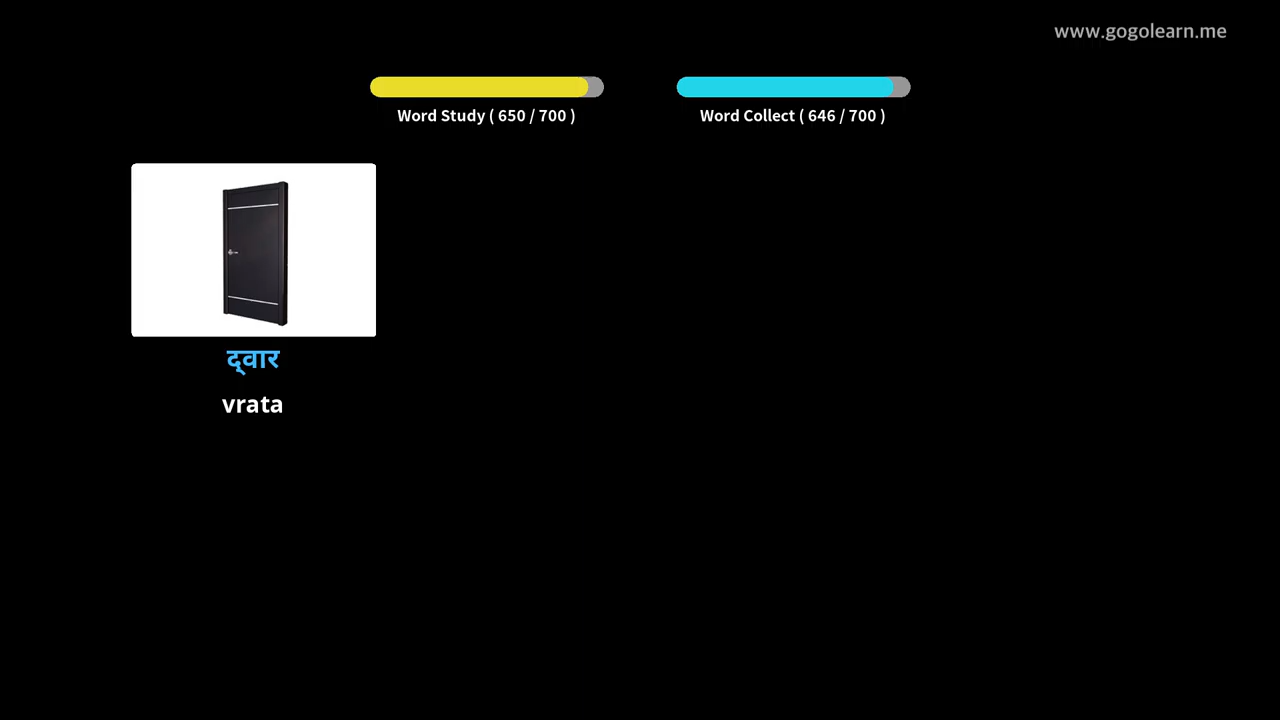 www.gogolearn.me
Word Study ( 650 / 700 )
Word Collect ( 646 / 700 )
द्वार
vrata